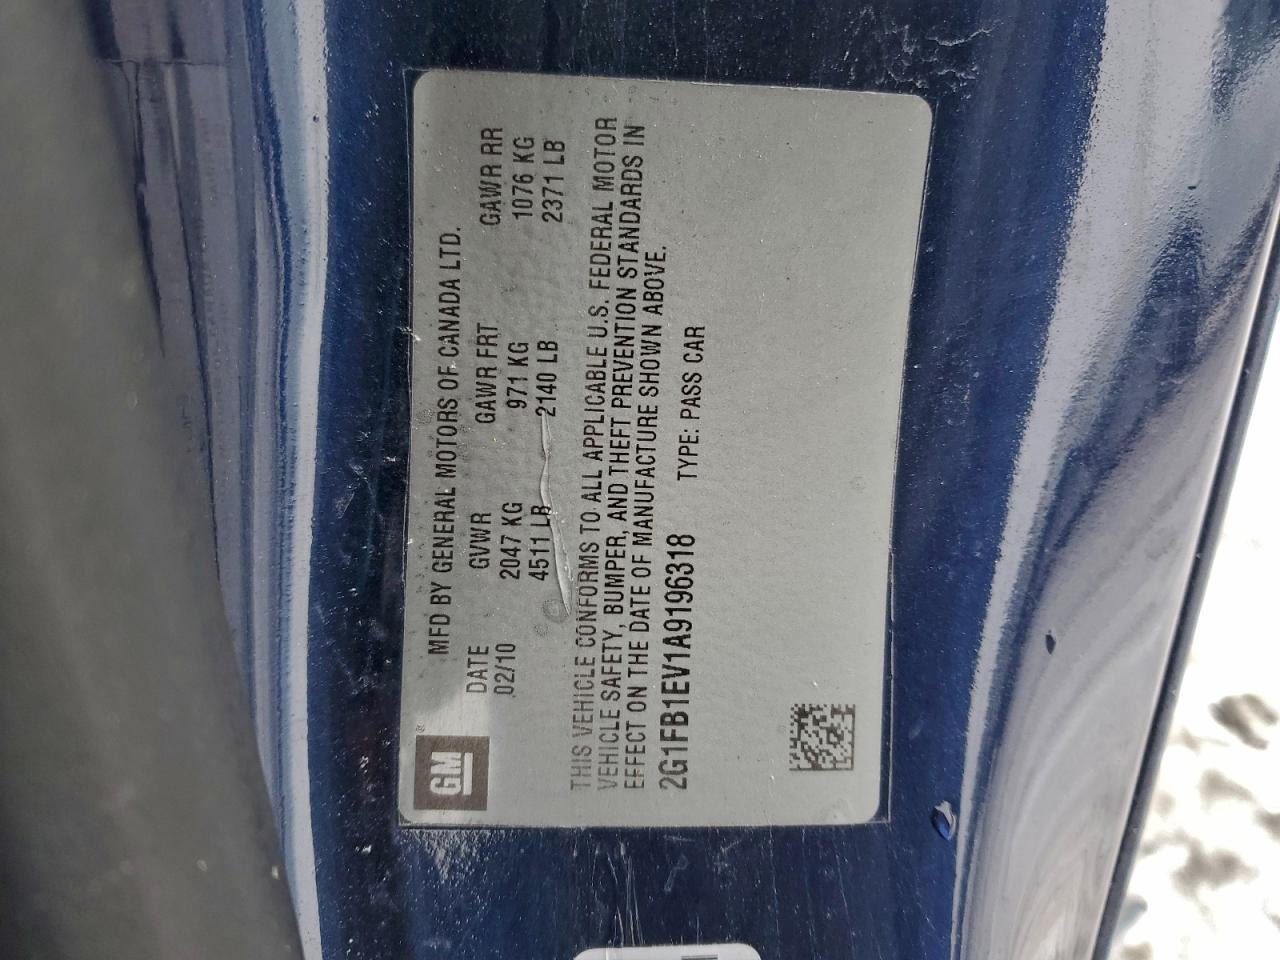 GM
MFD BY GENERAL MOTORS OF CANADA LTD.
DATE GVWR GAWR FRT GAWR RR
02/10 2047 KG 971 KG 1076 KG
4511 LB 2140 LB 2371 LB
THIS VEHICLE CONFORMS TO ALL APPLICABLE U.S. FEDERAL MOTOR
VEHICLE SAFETY, BUMPER, AND THEFT PREVENTION STANDARDS IN
EFFECT ON THE DATE OF MANUFACTURE SHOWN ABOVE.
2G1FB1EV1A9196318 TYPE: PASS CAR